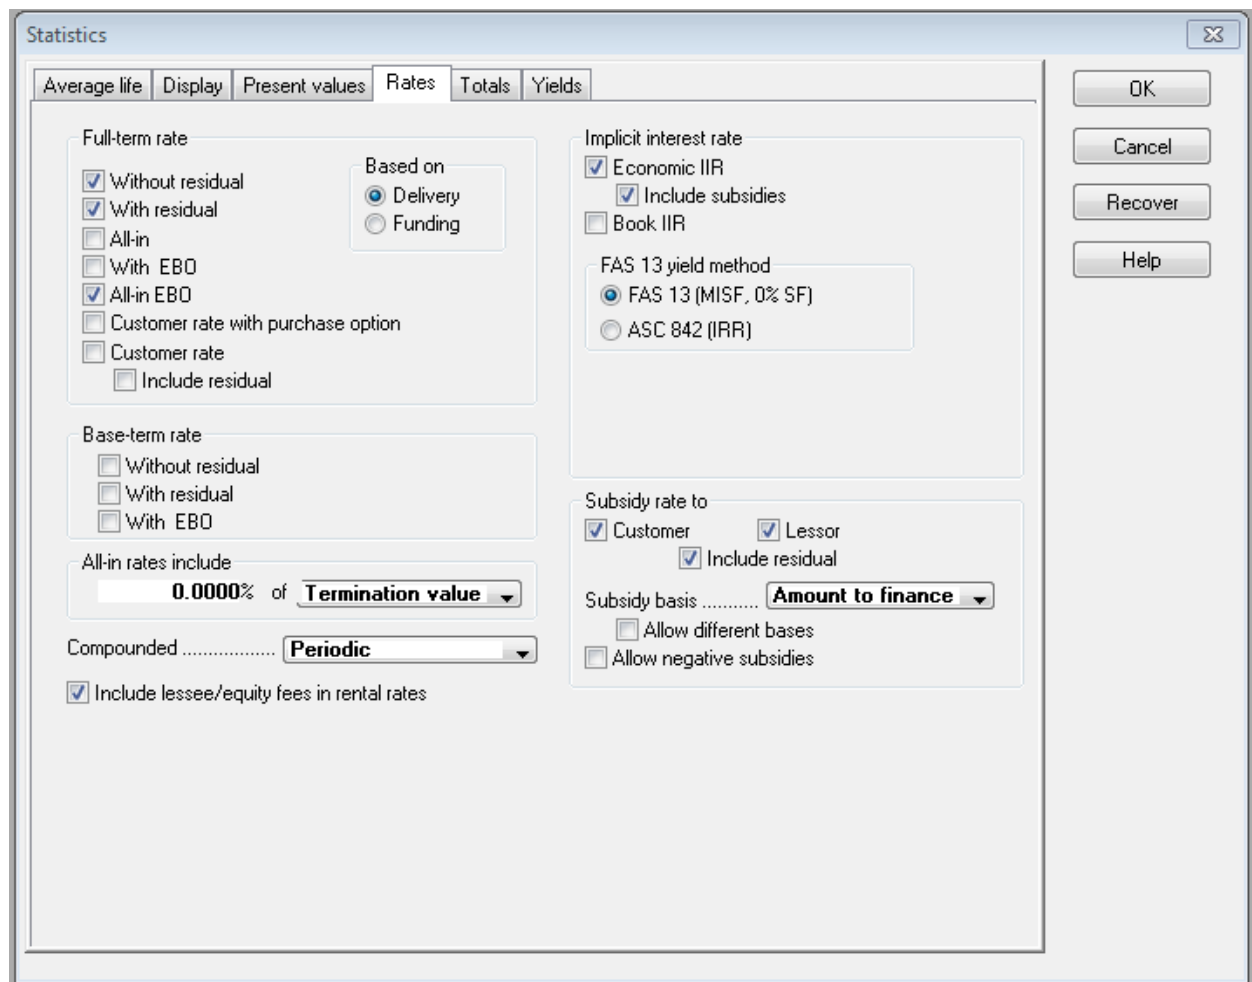 Statistics
Average life Display Present values Rates Totals Yields
OK
Cancel
Recover
Help
Full-term rate
Without residual
With residual
All-in
With EBO
All-in EBO
Customer rate with purchase option
Customer rate
Include residual
Based on
Delivery
Funding
Base-term rate
Without residual
With residual
With EBO
All-in rates include
0.0000% of Termination value
Compounded .................. Periodic
Include lessee/equity fees in rental rates
Implicit interest rate
Economic IIR
Include subsidies
Book IIR
FAS 13 yield method
FAS 13 (MISF, 0% SF)
ASC 842 (IRR)
Subsidy rate to
Customer Lessor
Include residual
Subsidy basis ........... Amount to finance
Allow different bases
Allow negative subsidies